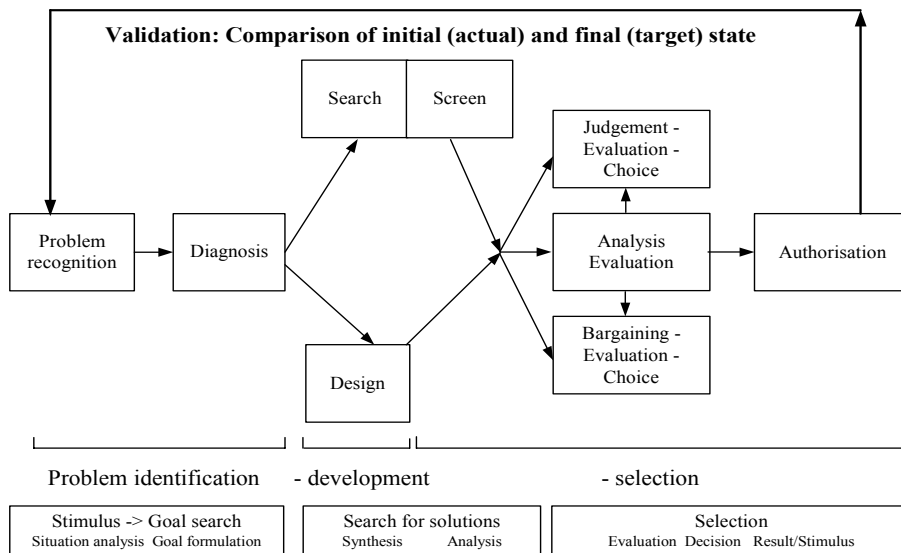 Validation: Comparison of initial (actual) and final (target) state
Search
Screen
Judgement -
Evaluation -
Choice
Problem
recognition
Diagnosis
Analysis
Evaluation
Authorisation
Bargaining -
Evaluation -
Choice
Design
Problem identification
- development
- selection
Stimulus -> Goal search
Situation analysis Goal formulation
Search for solutions
Synthesis Analysis
Selection
Evaluation Decision Result/Stimulus